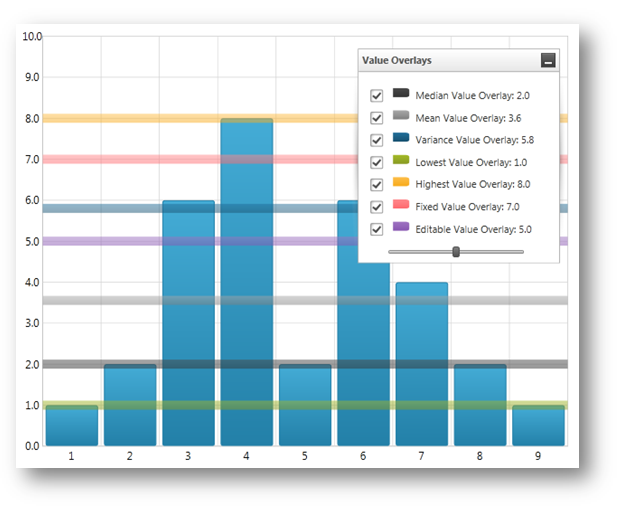 10.0
9.0
8.0
7.0
6.0
5.0
4.0
3.0
2.0
1.0
0.0
1 2 3 4 5 6 7 8 9
Value Overlays
Median Value Overlay: 2.0
Mean Value Overlay: 3.6
Variance Value Overlay: 5.8
Lowest Value Overlay: 1.0
Highest Value Overlay: 8.0
Fixed Value Overlay: 7.0
Editable Value Overlay: 5.0